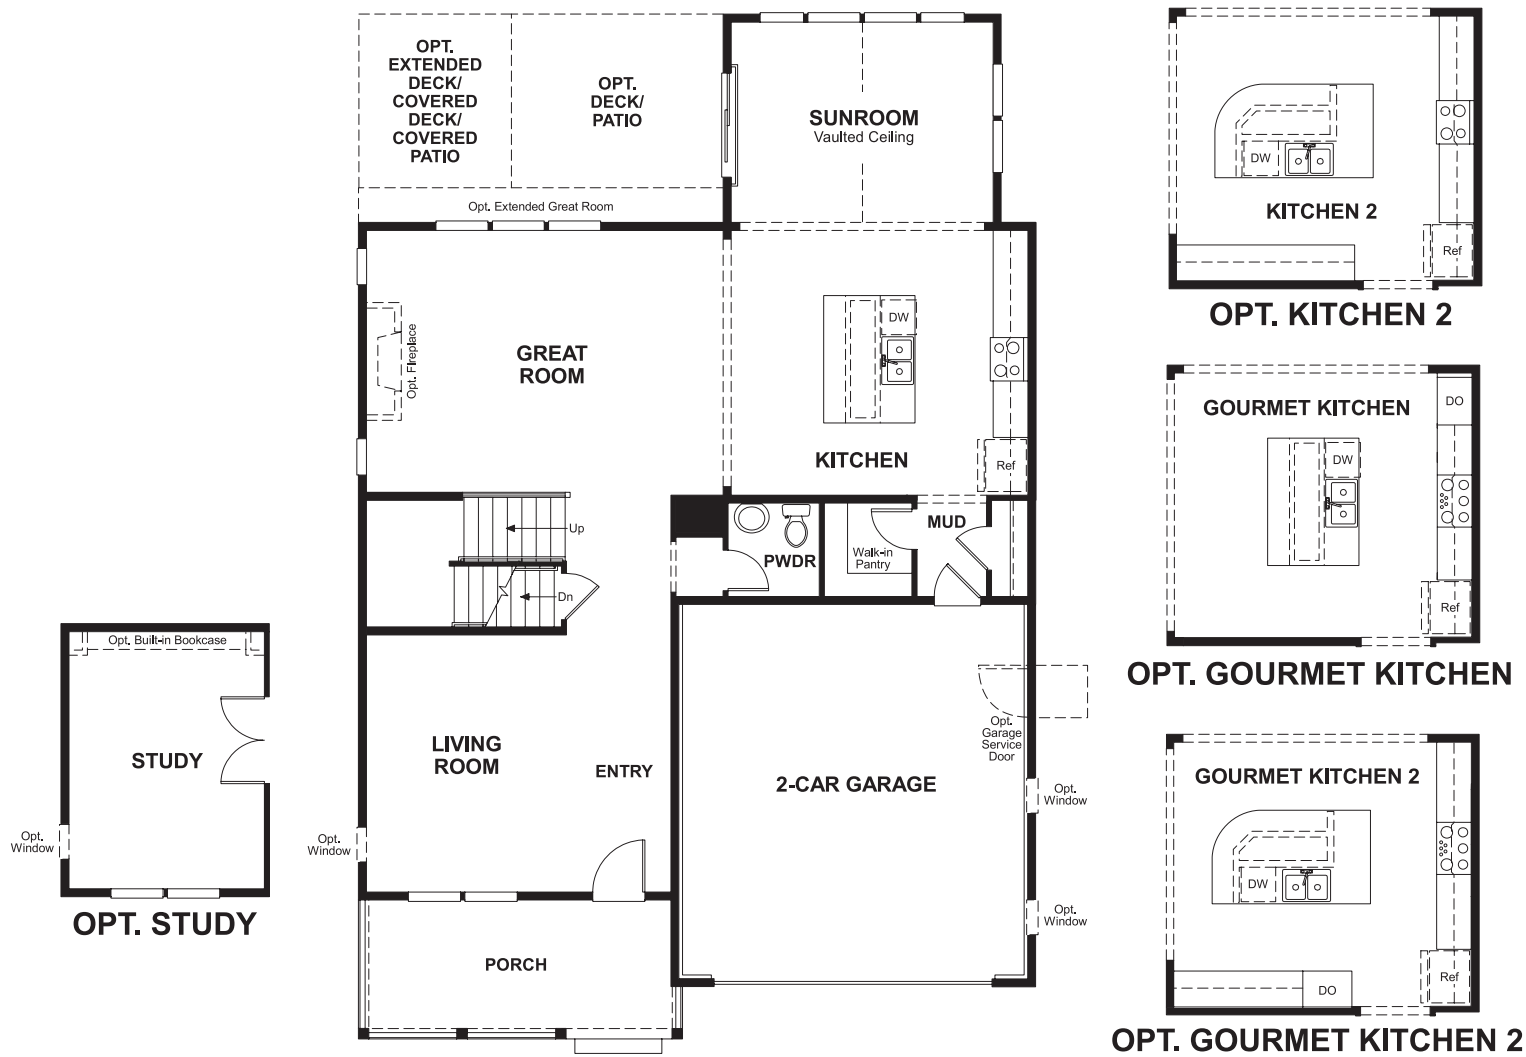 OPT.
EXTENDED
DECK/
COVERED
DECK/
COVERED
PATIO
OPT.
DECK/
PATIO
SUNROOM
Vaulted Ceiling
Opt. Extended Great Room
GREAT
ROOM
Opt. Fireplace
DW
KITCHEN
Ref
Up
Dn
PWDR
Walk-in
Pantry
MUD
LIVING
ROOM
ENTRY
2-CAR GARAGE
Opt.
Garage
Service
Door
Opt.
Window
Opt.
Window
Opt.
Window
PORCH
Opt. Built-in Bookcase
STUDY
Opt.
Window
OPT. STUDY
DW
KITCHEN 2
Ref
OPT. KITCHEN 2
GOURMET KITCHEN
DO
DW
Ref
OPT. GOURMET KITCHEN
GOURMET KITCHEN 2
DW
Ref
DO
OPT. GOURMET KITCHEN 2